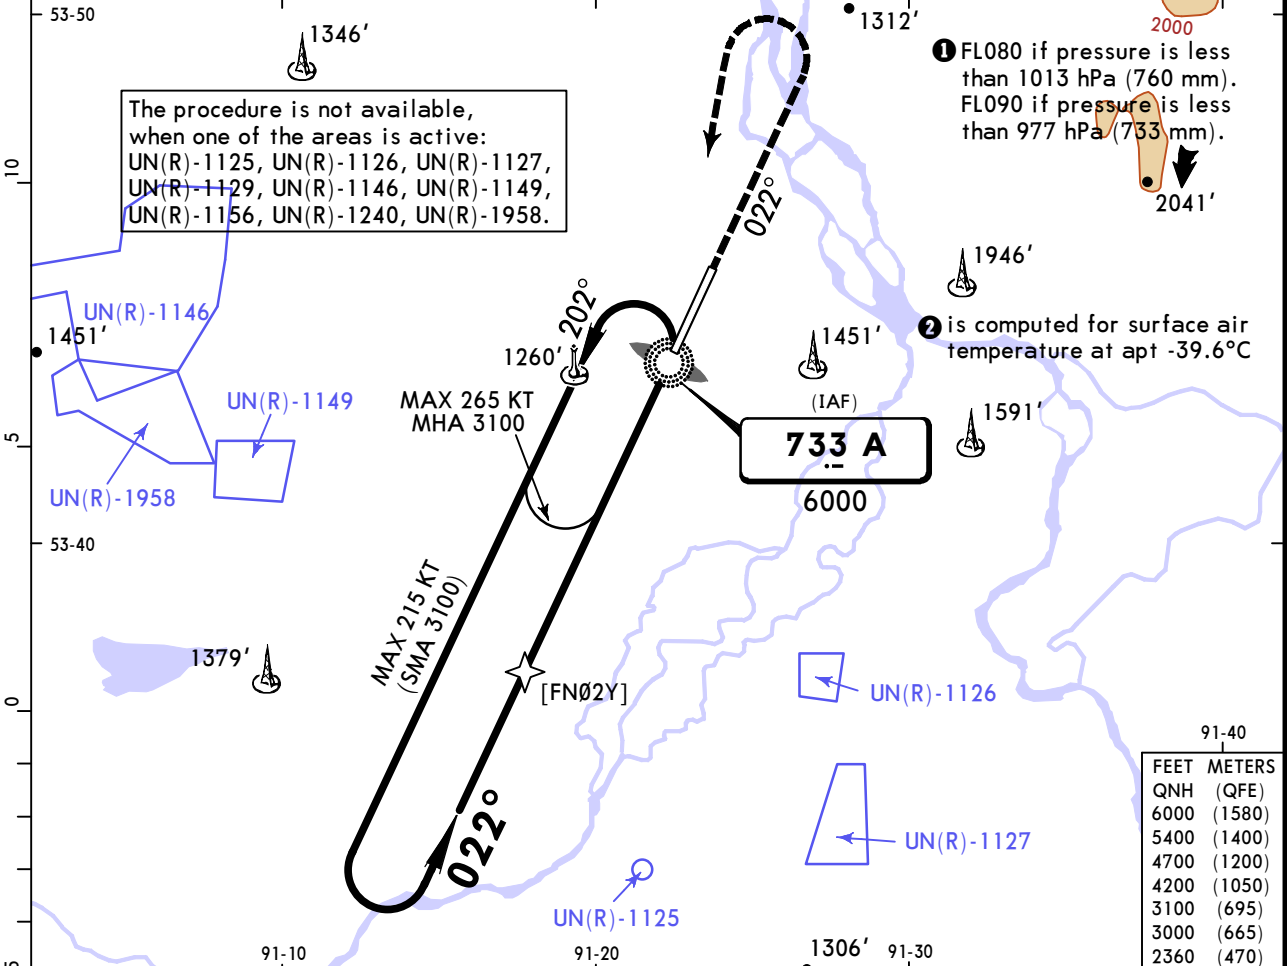 53-50
1346'
1312'
2000
1 FL080 if pressure is less
than 1013 hPa (760 mm).
FL090 if pressure is less
than 977 hPa (733 mm).
The procedure is not available,
when one of the areas is active:
UN(R)-1125, UN(R)-1126, UN(R)-1127,
UN(R)-1129, UN(R)-1146, UN(R)-1149,
UN(R)-1156, UN(R)-1240, UN(R)-1958.
10
022°
2041'
1946'
UN(R)-1146
202°
1451'
1451'
2 is computed for surface air
temperature at apt -39.6°C
1260'
UN(R)-1149
MAX 265 KT
MHA 3100
(IAF)
1591'
733 A
5
UN(R)-1958
6000
53-40
MAX 215 KT
(SMA 3100)
1379'
[FNØ2Y]
UN(R)-1126
0
91-40
FEET METERS
QNH (QFE)
6000 (1580)
5400 (1400)
4700 (1200)
4200 (1050)
3100 (695)
3000 (665)
2360 (470)
022°
UN(R)-1127
UN(R)-1125
91-10
91-20
1306'
91-30